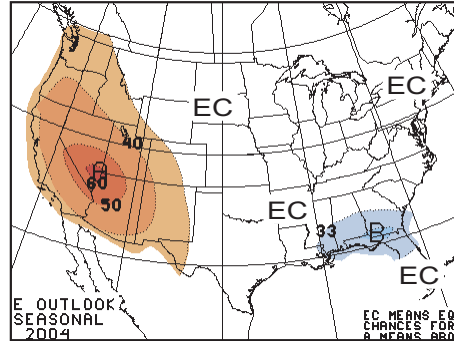 EC
EC
40
A
60
50
EC
33
B
EC
E OUTLOOK
SEASONAL
2004
EC MEANS EQ
CHANCES FOR
A MEANS ABO